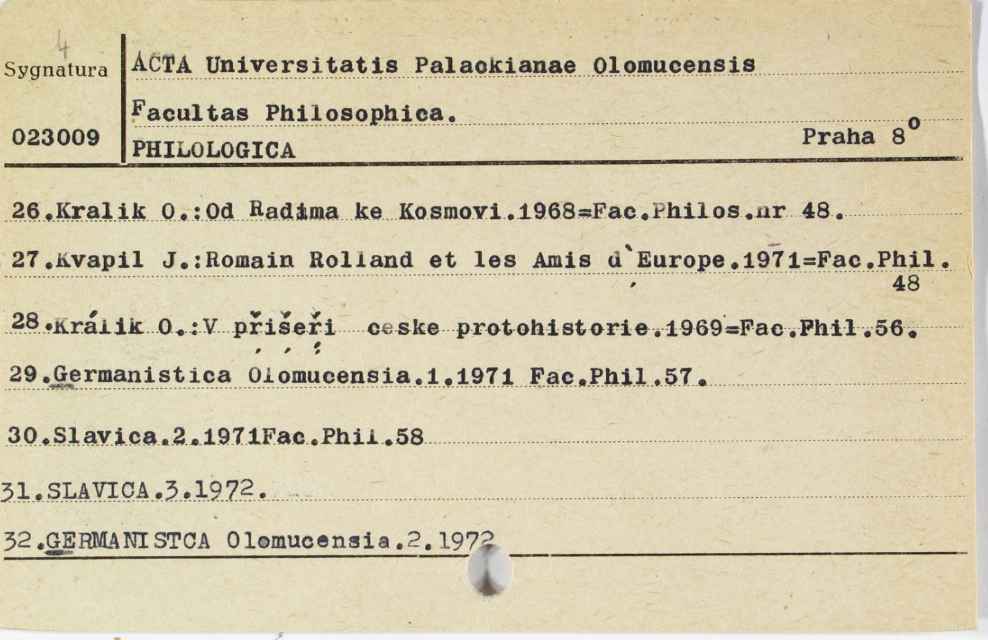 4
Sygnatura
ACTA Universitatis Palackianae Olomucensis
Facultas Philosophica.
023009
Praha 8°
PHILOLOGICA
26.Kralik O.:Od Radima ke Kosmovi.1968=Fac.Philos.nr 48.
27.Kvapil J.:Romain Rolland et les Amis d`Europe.1971=Fac.Phil.
48
28.Králik O.:V příšeři ceske protohistorie.1969=Fac.Phil.56.
29.Germanistica Olomucensia.1.1971 Fac.Phil.57.
30.Slavica.2.1971Fac.Phil.58
31.SLAVICA.3.1972.
32.GERMANISTCA Olomucensia.2.1972